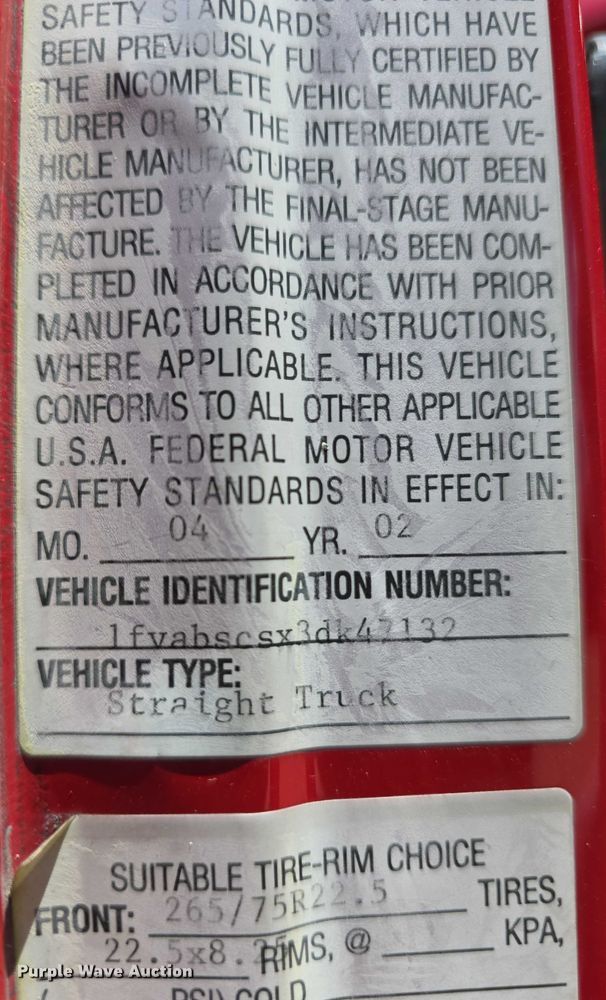 SAFETY STANDARDS, WHICH HAVE
BEEN PREVIOUSLY FULLY CERTIFIED BY
THE INCOMPLETE VEHICLE MANUFAC-
TURER OR BY THE INTERMEDIATE VE-
HICLE MANUFACTURER, HAS NOT BEEN
AFFECTED BY THE FINAL-STAGE MANU-
FACTURE. THE VEHICLE HAS BEEN COM-
PLETED IN ACCORDANCE WITH PRIOR
MANUFACTURER'S INSTRUCTIONS,
WHERE APPLICABLE. THIS VEHICLE
CONFORMS TO ALL OTHER APPLICABLE
U.S.A. FEDERAL MOTOR VEHICLE
SAFETY STANDARDS IN EFFECT IN:
MO. 04 YR. 02
VEHICLE IDENTIFICATION NUMBER:
1fvabscsx3dk47132
VEHICLE TYPE:
Straight Truck
SUITABLE TIRE-RIM CHOICE
FRONT: 265/75R22.5 TIRES,
22.5x8.25 RIMS, @ KPA,
PSI) COLD
Purple Wave Auction